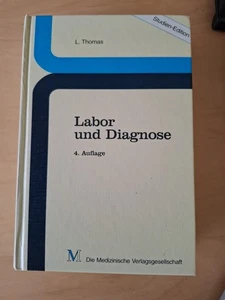 Studien-Edition
L. Thomas
Labor
und Diagnose
4. Auflage
M Die Medizinische Verlagsgesellschaft